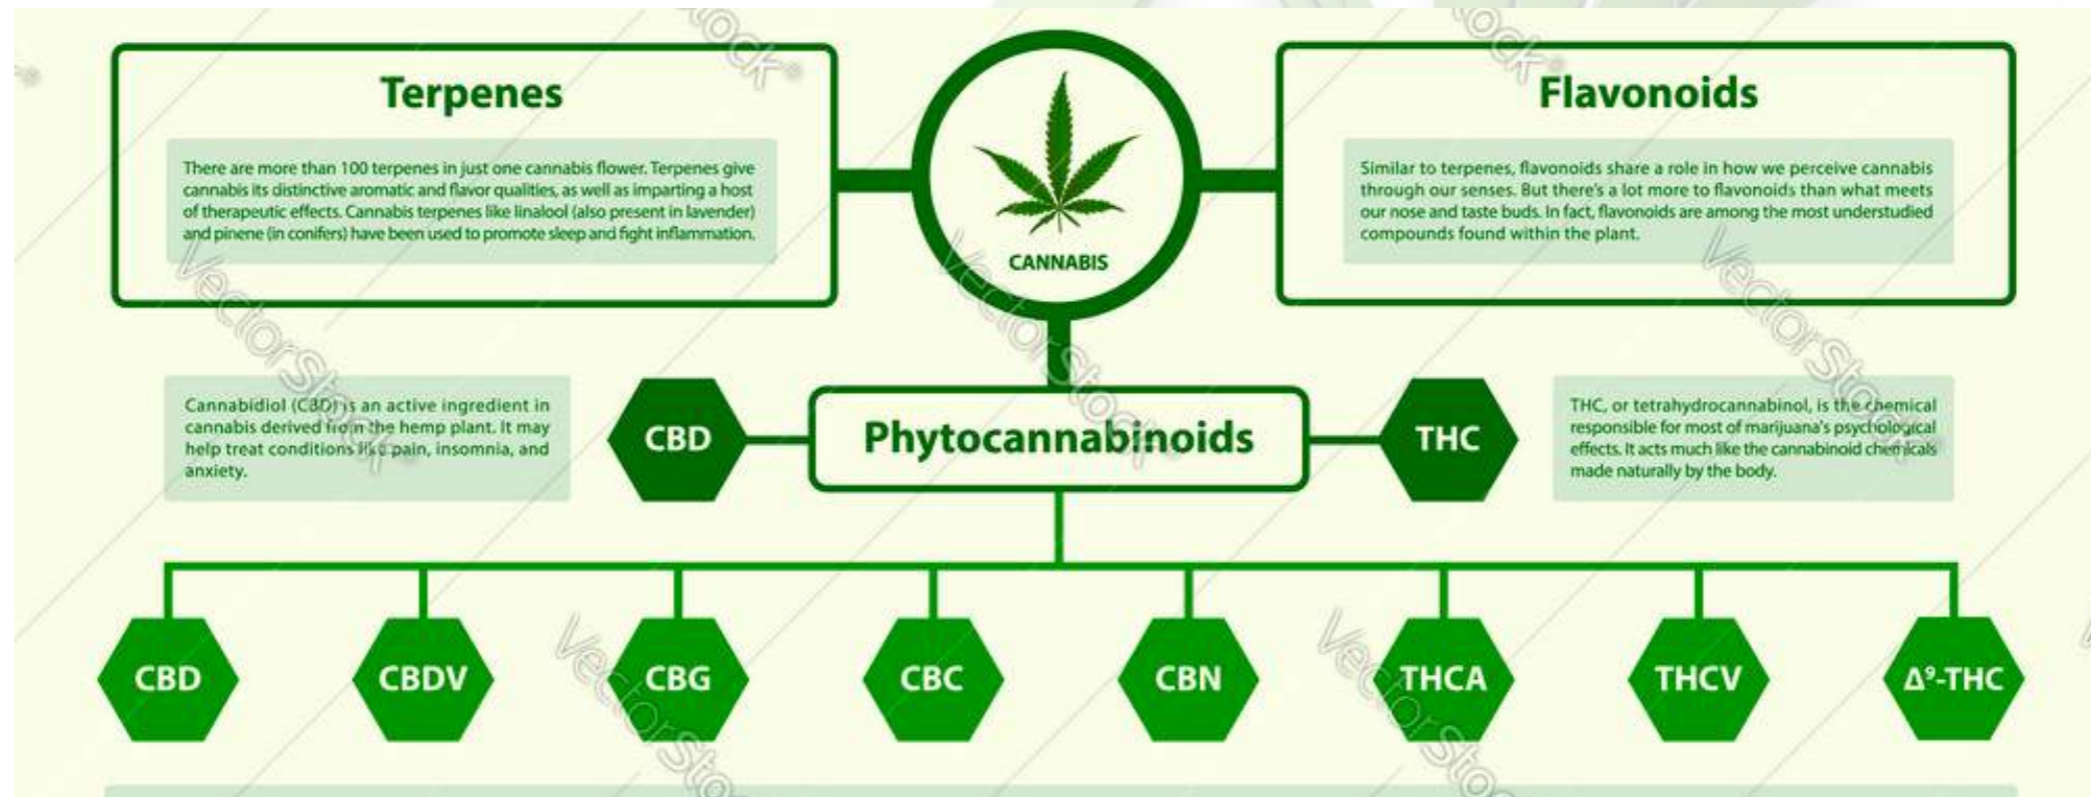 Terpenes
There are more than 100 terpenes in just one cannabis flower. Terpenes give
cannabis its distinctive aromatic and flavor qualities, as well as imparting a host
of therapeutic effects. Cannabis terpenes like linalool (also present in lavender)
and pinene (in conifers) have been used to promote sleep and fight inflammation.
CANNABIS
Flavonoids
Similar to terpenes, flavonoids share a role in how we perceive cannabis
through our senses. But there's a lot more to flavonoids than what meets
our nose and taste buds. In fact, flavonoids are among the most understudied
compounds found within the plant.
Cannabidiol (CBD) is an active ingredient in
cannabis derived from the hemp plant. It may
help treat conditions like pain, insomnia, and
anxiety.
CBD
Phytocannabinoids
THC
THC, or tetrahydrocannabinol, is the chemical
responsible for most of marijuana's psychological
effects. It acts much like the cannabinoid chemicals
made naturally by the body.
CBD
CBDV
CBG
CBC
CBN
THCA
THCV
Δ⁹-THC
VectorStock
VectorStock
VectorStock
VectorStock
VectorStock